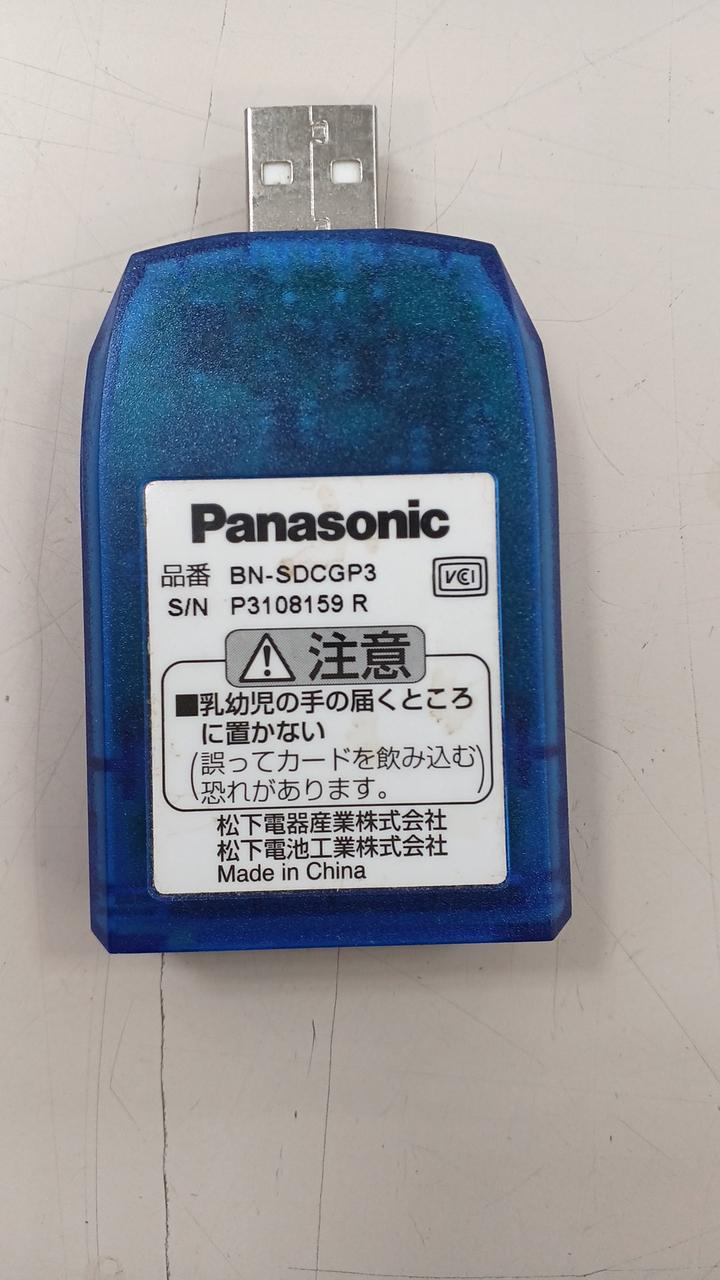 Panasonic
品番 BN-SDCGP3
VCI
S/N P3108159 R
注意
■乳幼児の手の届くところ
に置かない
(誤ってカードを飲み込む
恐れがあります。)
松下電器産業株式会社
松下電池工業株式会社
Made in China